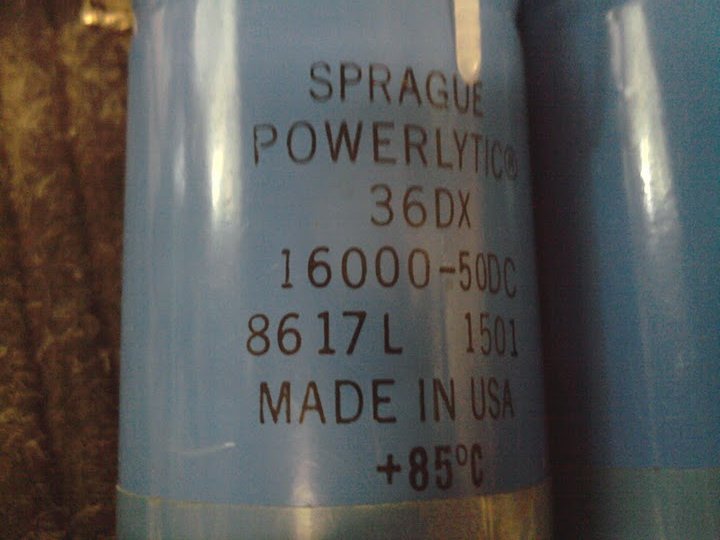 SPRAGUE
POWERLYTIC®
36DX
16000-50DC
8617L 1501
MADE IN USA
+85°C